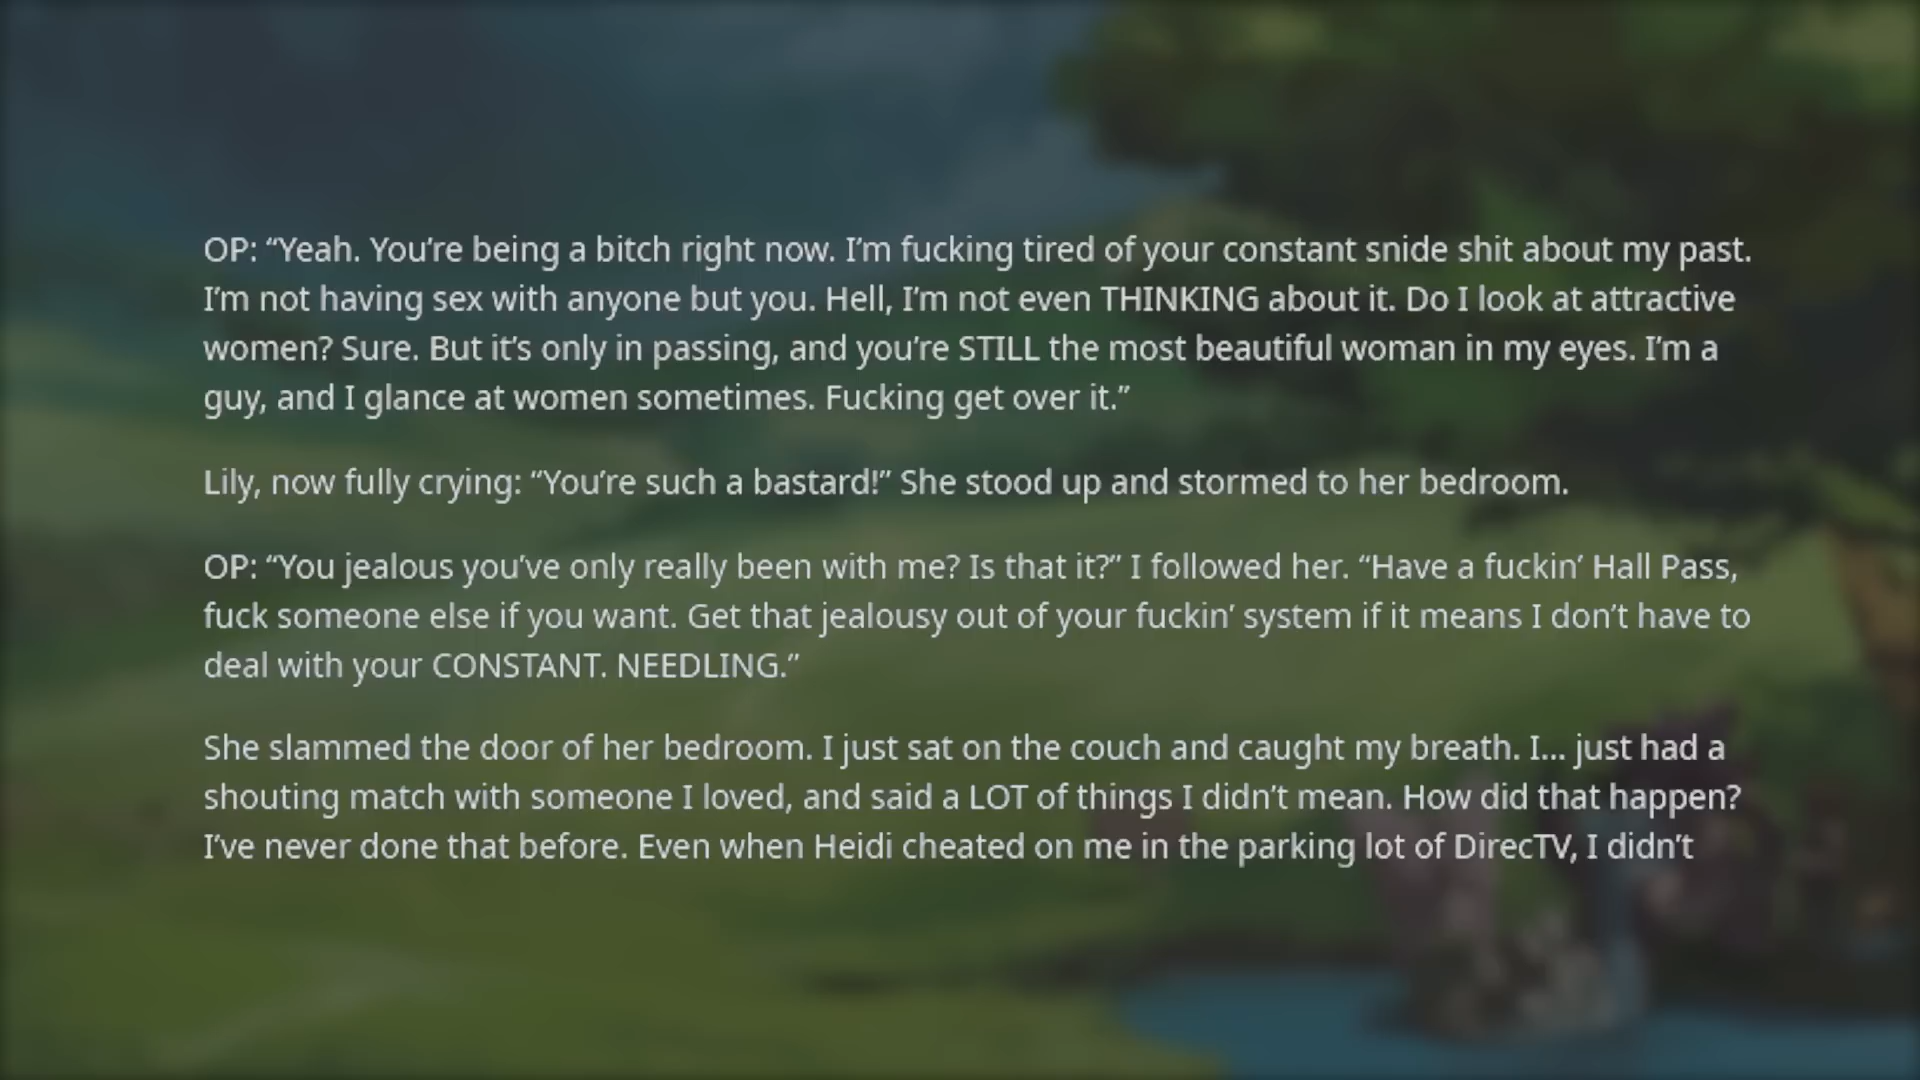 OP: “Yeah. You’re being a bitch right now. I’m fucking tired of your constant snide shit about my past.
I’m not having sex with anyone but you. Hell, I’m not even THINKING about it. Do I look at attractive
women? Sure. But it’s only in passing, and you’re STILL the most beautiful woman in my eyes. I’m a
guy, and I glance at women sometimes. Fucking get over it.”
Lily, now fully crying: “You’re such a bastard!” She stood up and stormed to her bedroom.
OP: “You jealous you’ve only really been with me? Is that it?” I followed her. “Have a fuckin’ Hall Pass,
fuck someone else if you want. Get that jealousy out of your fuckin’ system if it means I don’t have to
deal with your CONSTANT. NEEDLING.”
She slammed the door of her bedroom. I just sat on the couch and caught my breath. I... just had a
shouting match with someone I loved, and said a LOT of things I didn’t mean. How did that happen?
I’ve never done that before. Even when Heidi cheated on me in the parking lot of DirecTV, I didn’t